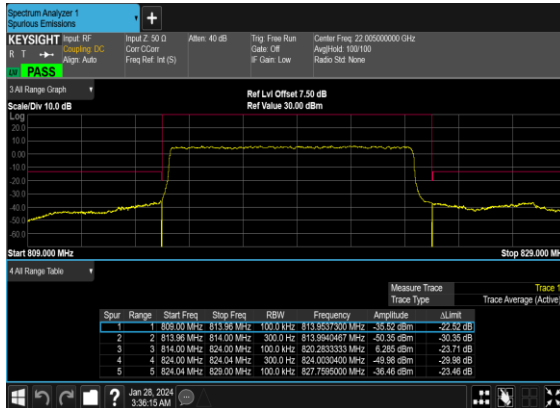 Spectrum Analyzer 1
Spurious Emissions
+
KEYSIGHT Input: RF Input Z: 50 Ω Atten: 40 dB Trig: Free Run Center Freq: 22.005000000 GHz
R T Coupling: DC Corr CCorr Gate: Off Avg|Hold: 100/100
Align: Auto Freq Ref: Int (S) IF Gain: Low Radio Std: None
LW PASS
3 All Range Graph Ref Lvl Offset 7.50 dB
Scale/Div 10.0 dB Ref Value 30.00 dBm
Log
20.0
10.0
0.00
-10.0
-20.0
-30.0
-40.0
-50.0
-60.0
Start 809.000 MHz Stop 829.000 MH
4 All Range Table
Measure Trace Trace 1
Trace Type Trace Average (Active)
Spur Range Start Freq Stop Freq RBW Frequency Amplitude ΔLimit
1 1 809.00 MHz 813.96 MHz 100.0 kHz 813.9537300 MHz -35.52 dBm -22.52 dB
2 2 813.96 MHz 814.00 MHz 300.0 Hz 813.9940467 MHz -50.35 dBm -30.35 dB
3 3 814.00 MHz 824.00 MHz 100.0 kHz 820.2833333 MHz 6.285 dBm -23.71 dB
4 4 824.00 MHz 824.04 MHz 300.0 Hz 824.0030400 MHz -49.98 dBm -29.98 dB
5 5 824.04 MHz 829.00 MHz 100.0 kHz 827.7595000 MHz -36.46 dBm -23.46 dB
? Jan 28, 2024
3:36:15 AM